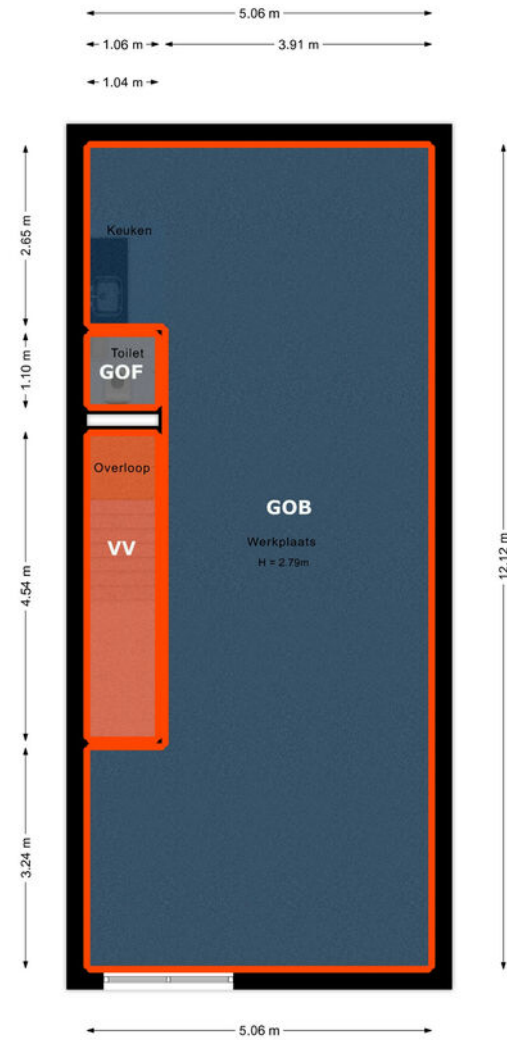 5.06 m
1.06 m
3.91 m
1.04 m
2.65 m
Keuken
1.10 m
Toilet
GOF
12.12 m
Overloop
GOB
VV
Werkplaats
H = 2.79m
4.54 m
3.24 m
5.06 m